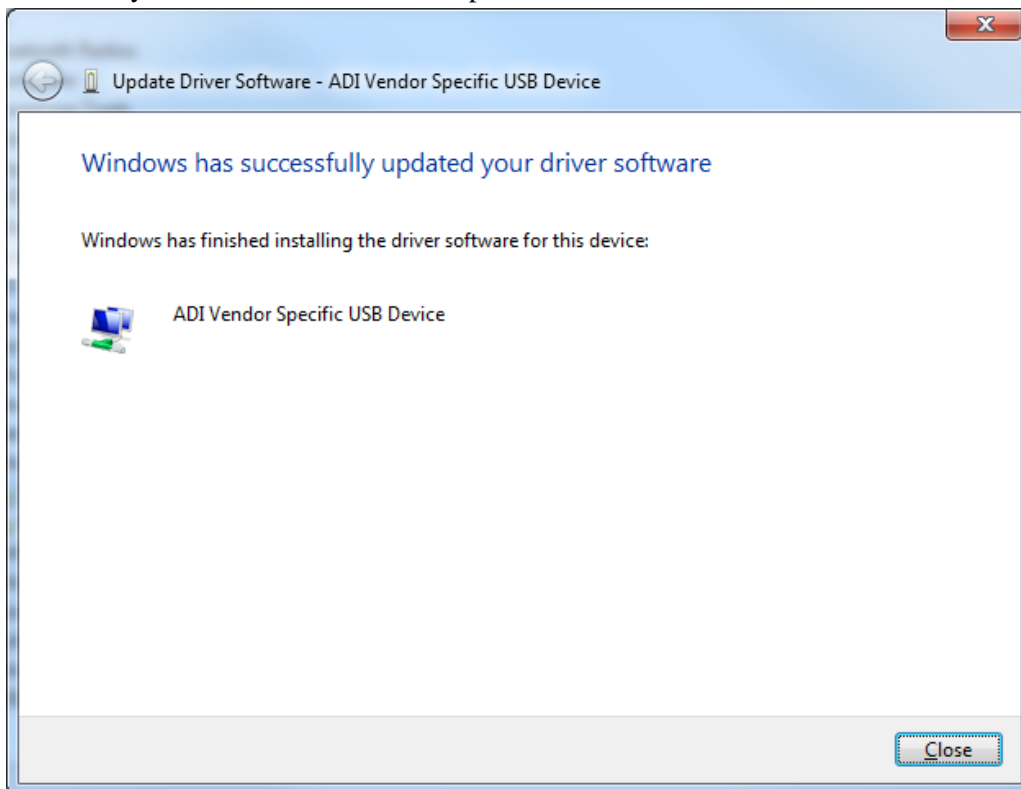 Update Driver Software - ADI Vendor Specific USB Device
Windows has successfully updated your driver software
Windows has finished installing the driver software for this device:
ADI Vendor Specific USB Device
Close